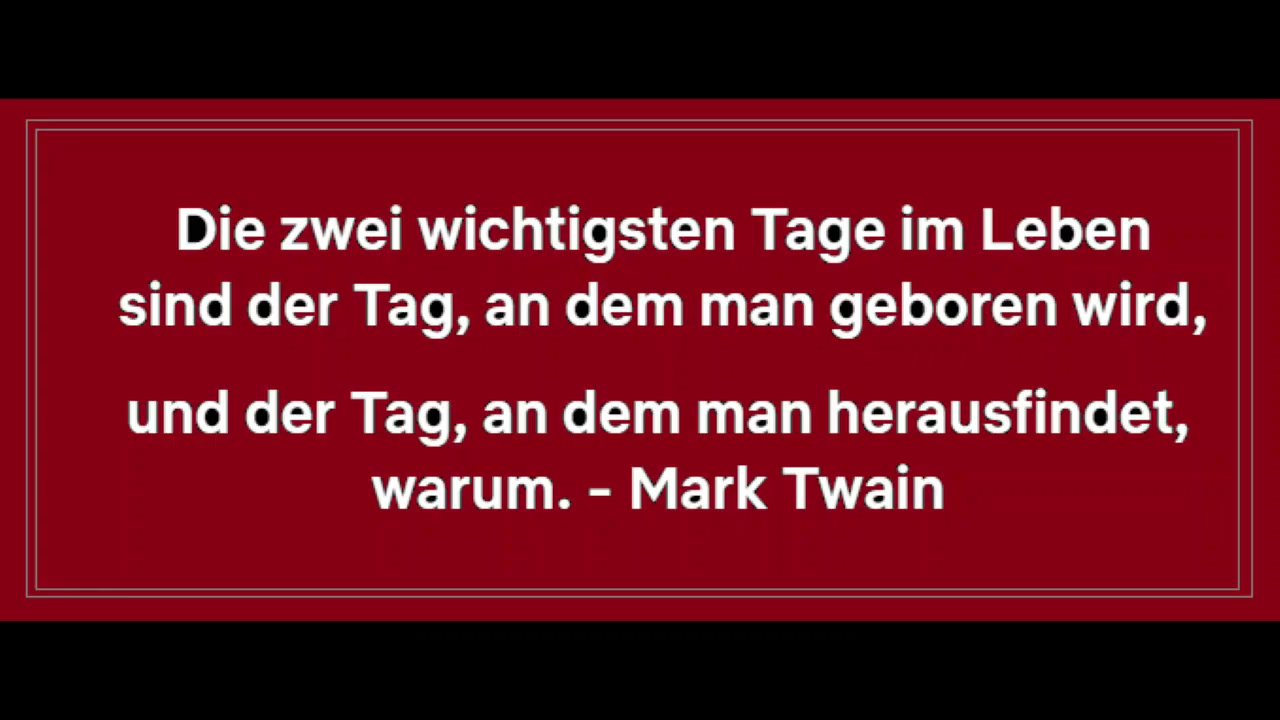 Die zwei wichtigsten Tage im Leben
sind der Tag, an dem man geboren wird,
und der Tag, an dem man herausfindet,
warum. - Mark Twain